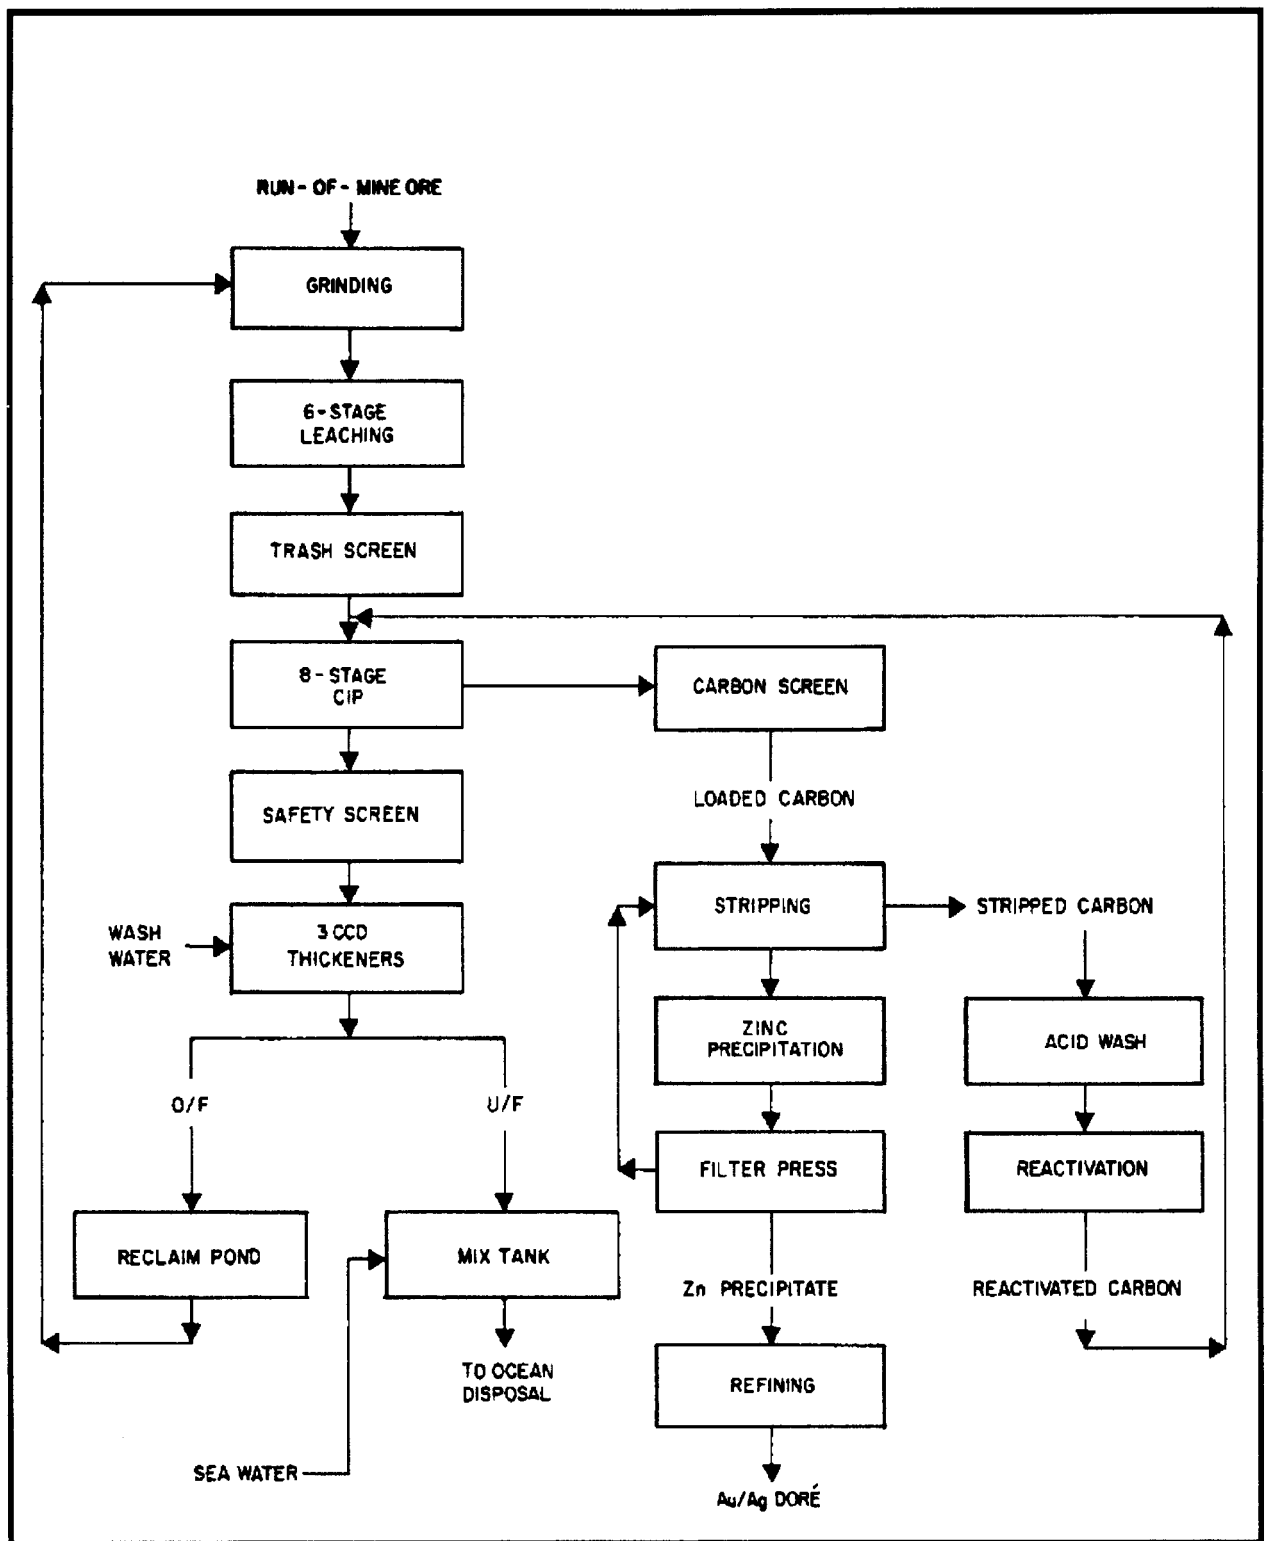 RUN-OF-MINE ORE
GRINDING
6-STAGE
LEACHING
TRASH SCREEN
8-STAGE
CIP
CARBON SCREEN
SAFETY SCREEN
LOADED CARBON
WASH
WATER
3 CCD
THICKENERS
STRIPPING
STRIPPED CARBON
ZINC
PRECIPITATION
ACID WASH
O/F
U/F
FILTER PRESS
REACTIVATION
RECLAIM POND
MIX TANK
Zn PRECIPITATE
REACTIVATED CARBON
TO OCEAN
DISPOSAL
REFINING
SEA WATER
Au/Ag DORÉ